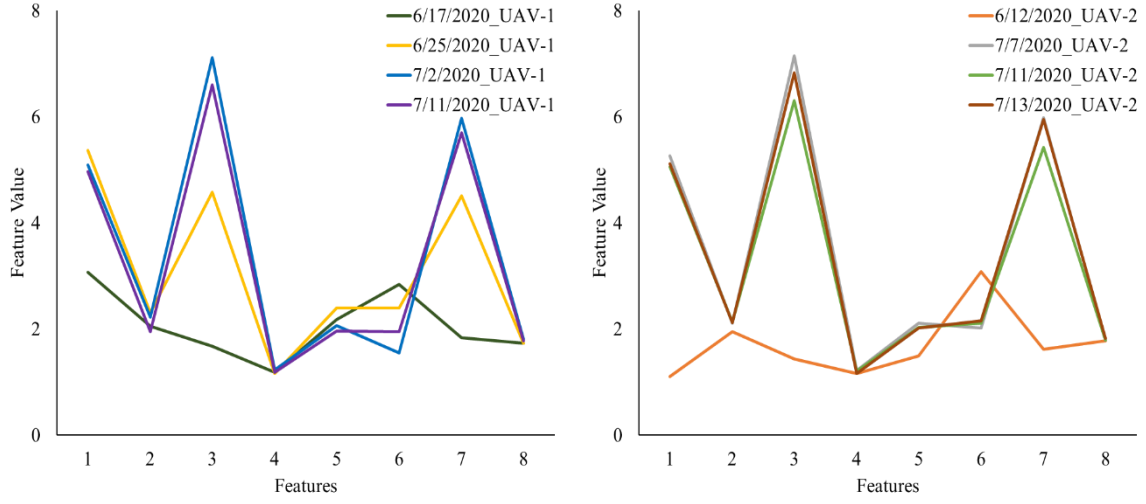 8
6
4
2
0
Feature Value
6/17/2020_UAV-1
6/25/2020_UAV-1
7/2/2020_UAV-1
7/11/2020_UAV-1
1 2 3 4 5 6 7 8
Features
8
6
4
2
0
Feature Value
6/12/2020_UAV-2
7/7/2020_UAV-2
7/11/2020_UAV-2
7/13/2020_UAV-2
1 2 3 4 5 6 7 8
Features